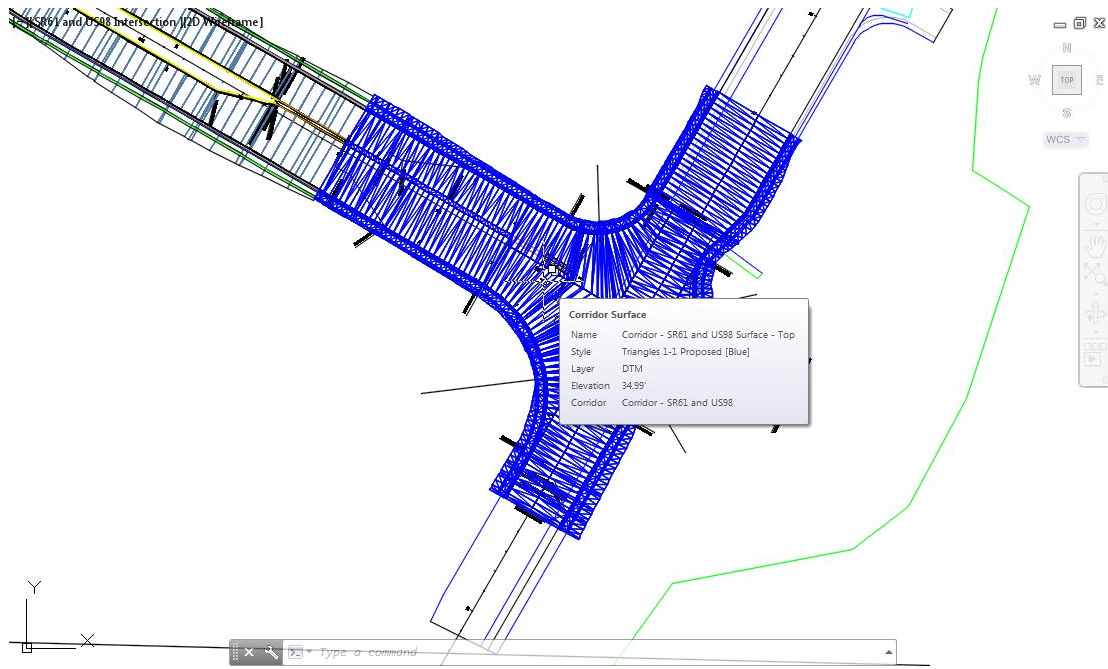 [-][SR61 and US98 Intersection][2D Wireframe]
N
W
TOP
E
S
WCS
Corridor Surface
Name Corridor - SR61 and US98 Surface - Top
Style Triangles 1-1 Proposed [Blue]
Layer DTM
Elevation 34.99'
Corridor Corridor - SR61 and US98
Y
X
Type a command